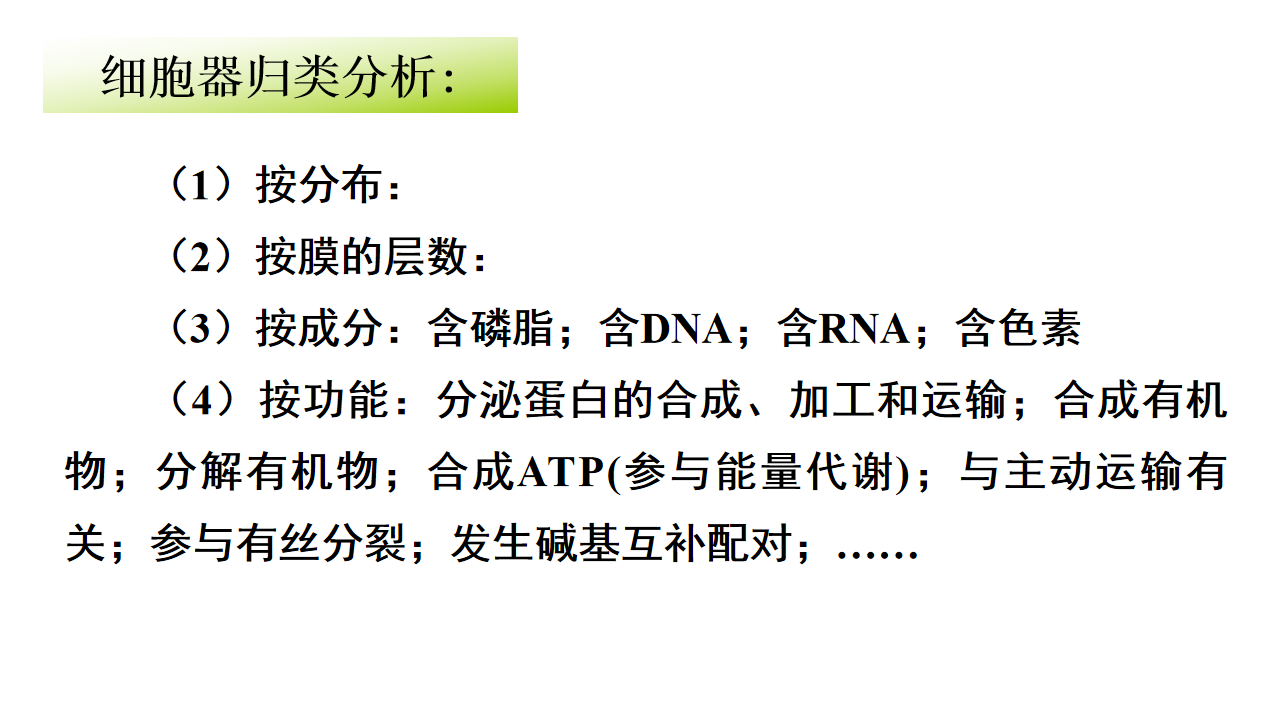 细胞器归类分析：
（1）按分布：
（2）按膜的层数：
（3）按成分：含磷脂；含DNA；含RNA；含色素
（4）按功能：分泌蛋白的合成、加工和运输；合成有机
物；分解有机物；合成ATP(参与能量代谢)；与主动运输有
关；参与有丝分裂；发生碱基互补配对；……